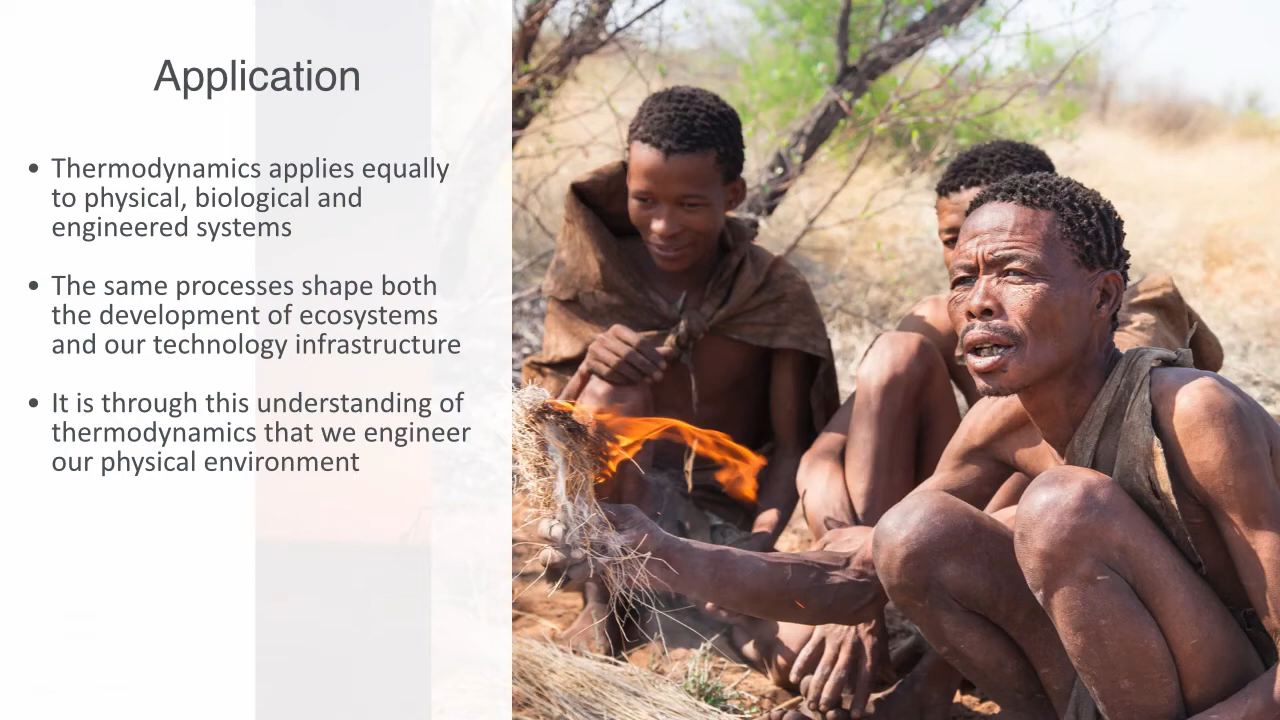 Application
• Thermodynamics applies equally
to physical, biological and
engineered systems
• The same processes shape both
the development of ecosystems
and our technology infrastructure
• It is through this understanding of
thermodynamics that we engineer
our physical environment